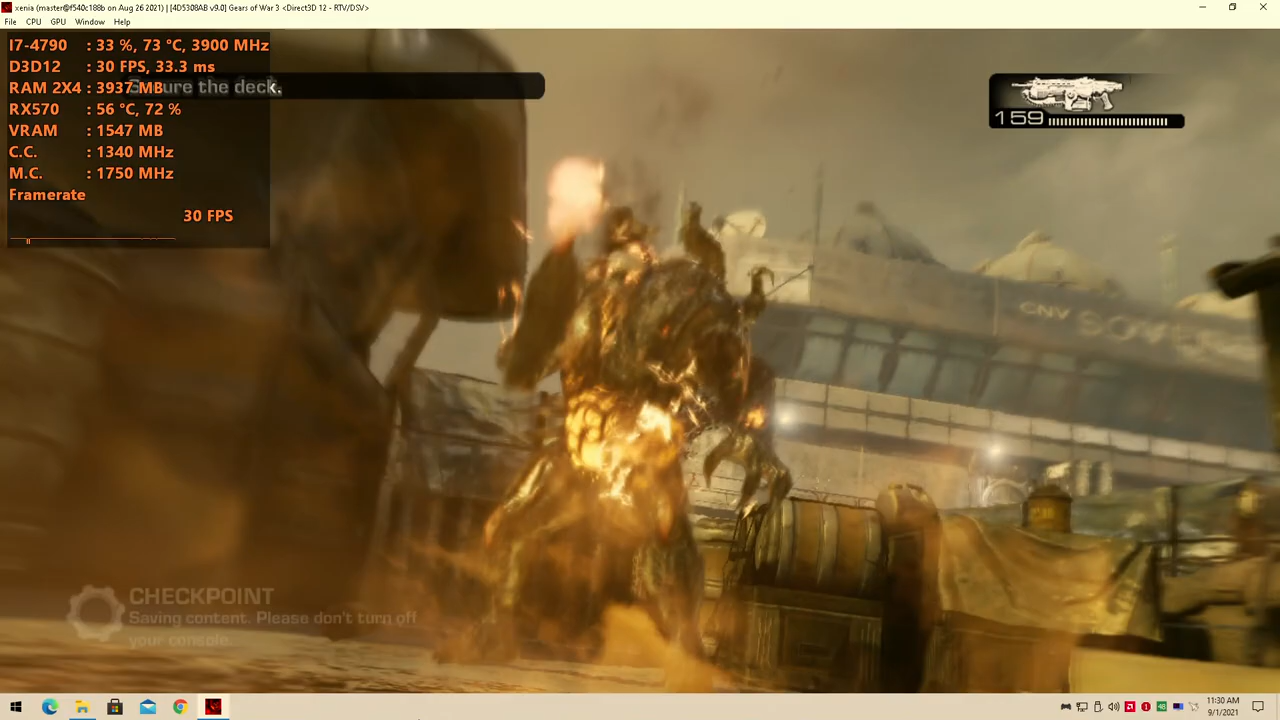 xenia (master@f540c188b on Aug 26 2021) | [4D5308AB v9.0] Gears of War 3 <Direct3D 12 - RTV/DSV>
File CPU GPU Window Help
I7-4790 : 33 %, 73 °C, 3900 MHz
D3D12 : 30 FPS, 33.3 ms
RAM 2X4 : 3937 MB
the deck.
RX570 : 56 °C, 72 %
VRAM : 1547 MB
C.C. : 1340 MHz
M.C. : 1750 MHz
Framerate
30 FPS
159
CNV
CHECKPOINT
Saving content. Please don't turn off
your console.
11:30 AM
9/1/2021